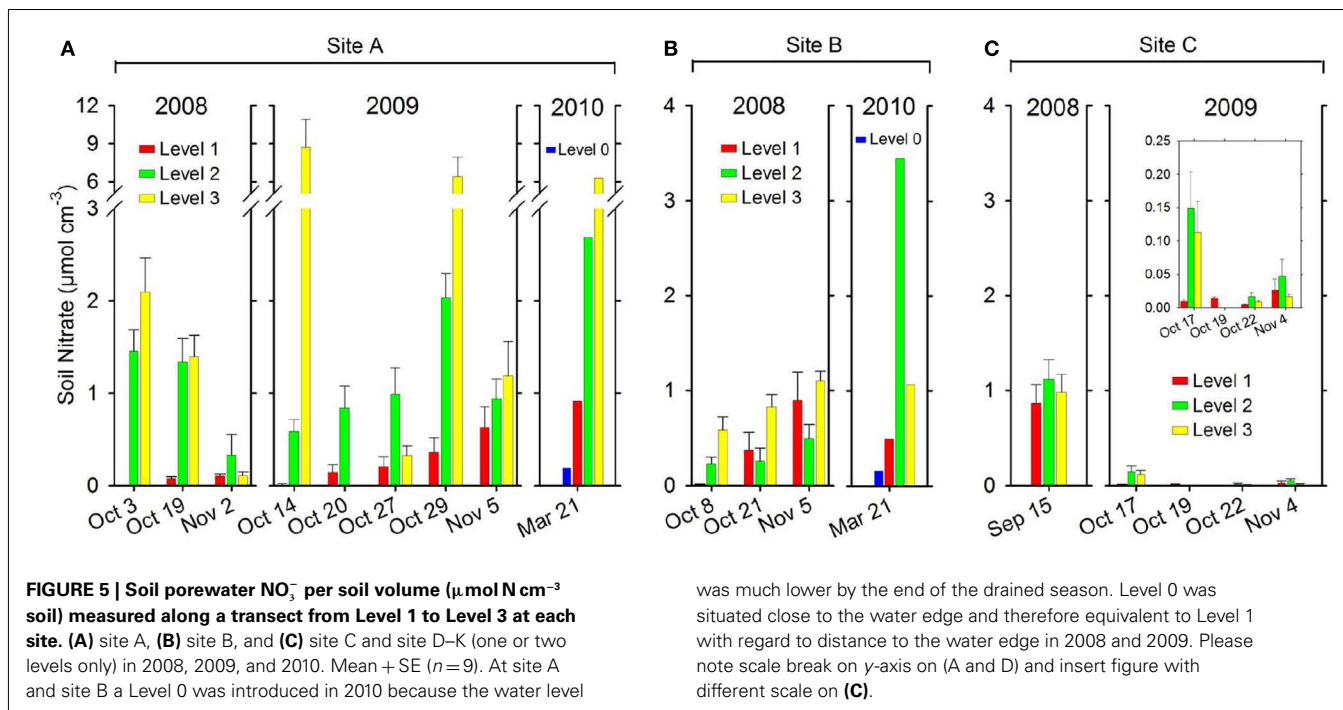 A Site A
2008
2009
2010
Level 1
Level 2
Level 3
Level 0
Soil Nitrate (µmol cm⁻³)
12
9
6
3
2
1
0
Oct 3
Oct 19
Nov 2
Oct 14
Oct 20
Oct 27
Oct 29
Nov 5
Mar 21
B Site B
2008
2010
Level 1
Level 2
Level 3
Level 0
4
3
2
1
0
Oct 8
Oct 21
Nov 5
Mar 21
C Site C
2008
2009
4
3
2
1
0
0.25
0.20
0.15
0.10
0.05
0.00
Oct 17
Oct 19
Oct 22
Nov 4
Level 1
Level 2
Level 3
Sep 15
Oct 17
Oct 19
Oct 22
Nov 4
FIGURE 5 | Soil porewater NO₃⁻ per soil volume (µmol N cm⁻³
soil) measured along a transect from Level 1 to Level 3 at each
site. (A) site A, (B) site B, and (C) site C and site D–K (one or two
levels only) in 2008, 2009, and 2010. Mean + SE (n = 9). At site A
and site B a Level 0 was introduced in 2010 because the water level
was much lower by the end of the drained season. Level 0 was
situated close to the water edge and therefore equivalent to Level 1
with regard to distance to the water edge in 2008 and 2009. Please
note scale break on y-axis on (A and D) and insert figure with
different scale on (C).